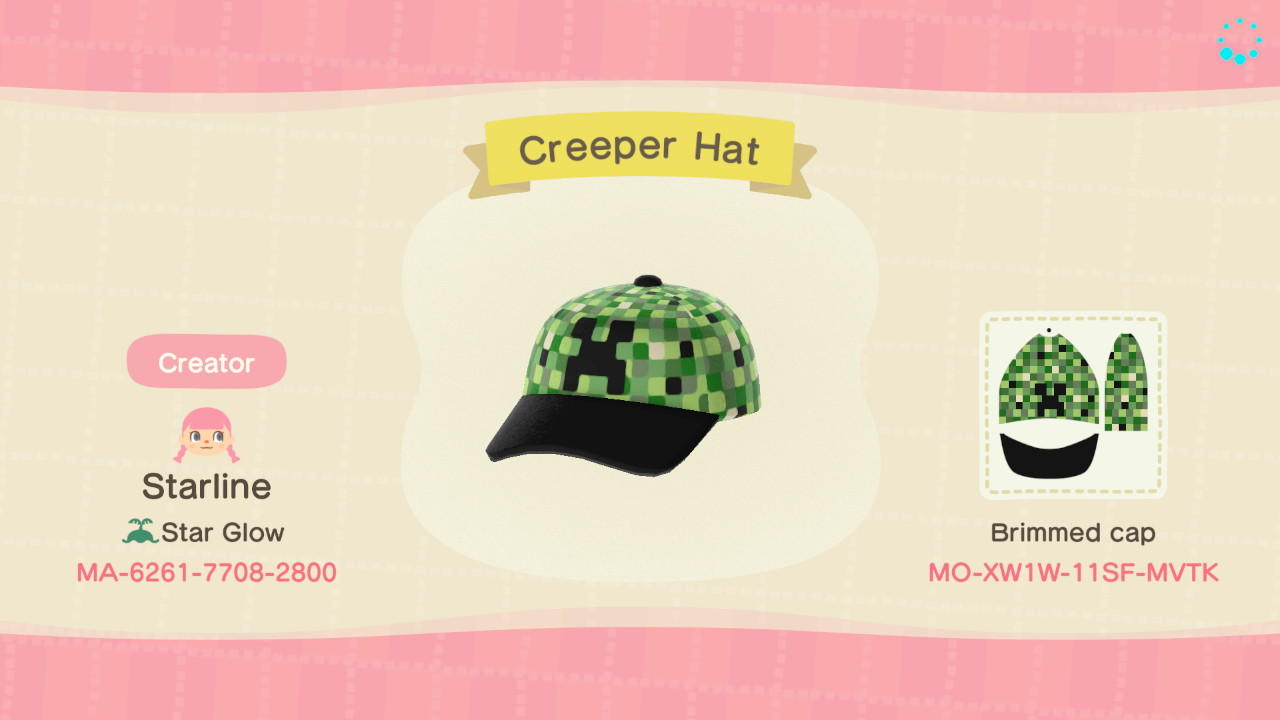 Creeper Hat
Creator
Starline
Star Glow
MA-6261-7708-2800
Brimmed cap
MO-XW1W-11SF-MVTK